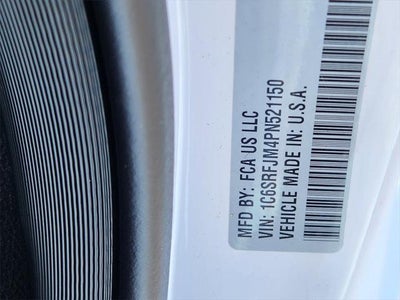 MFD BY: FCA US LLC
VIN: 1C6SRFJM4PN521150
VEHICLE MADE IN: U.S.A.